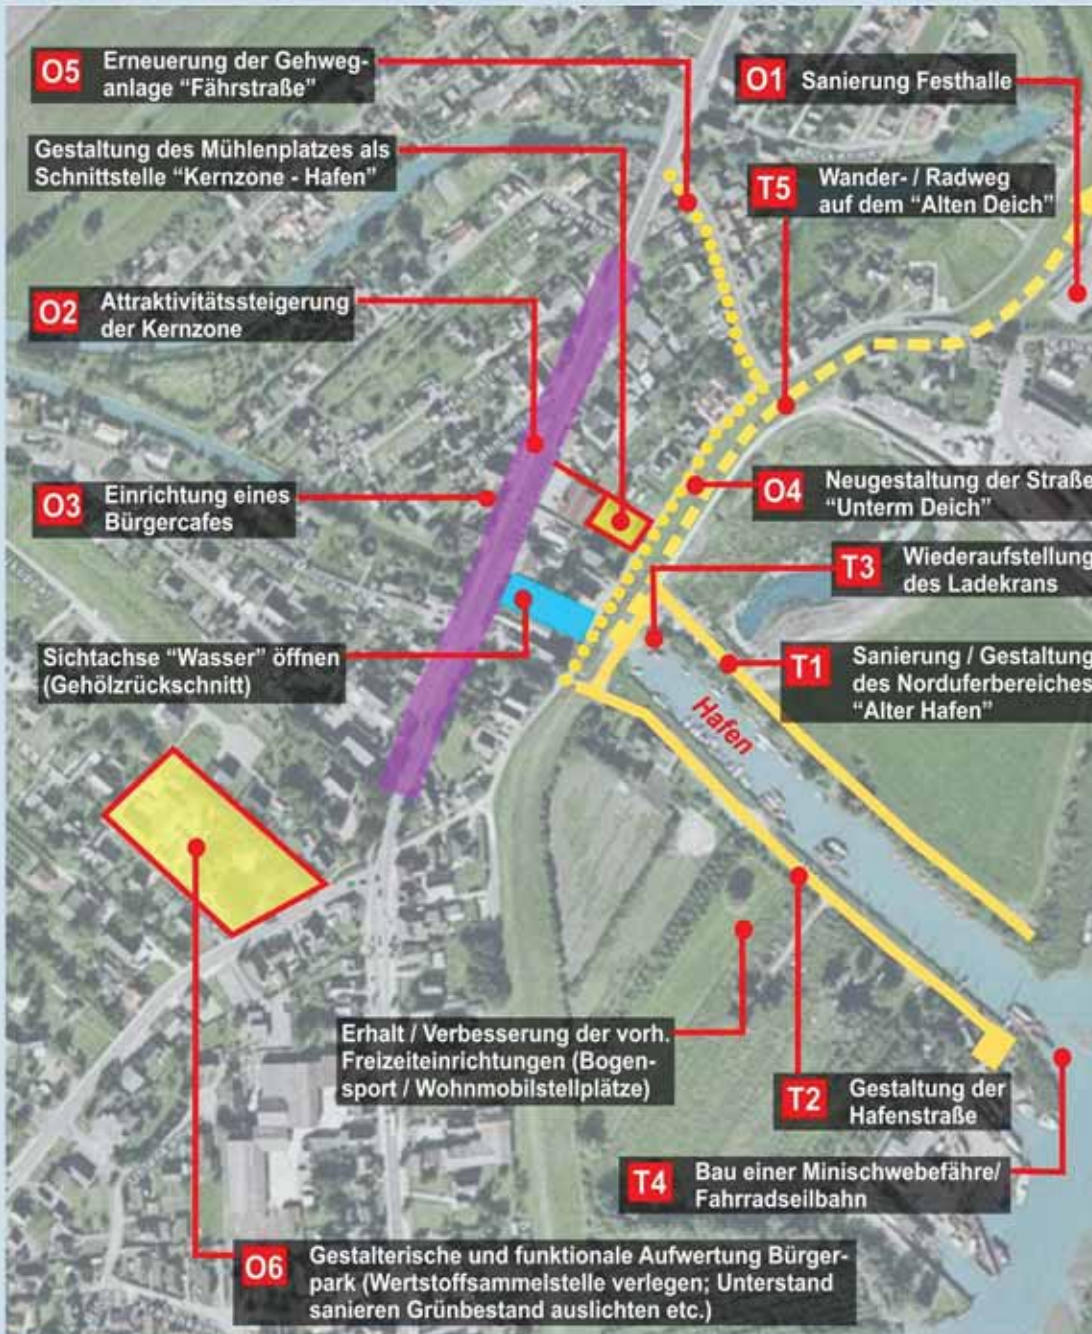 O5 Erneuerung der Gehweg-
anlage “Fährstraße”
O1 Sanierung Festhalle
Gestaltung des Mühlenplatzes als
Schnittstelle “Kernzone - Hafen”
T5 Wander- / Radweg
auf dem “Alten Deich”
O2 Attraktivitätssteigerung
der Kernzone
O3 Einrichtung eines
Bürgercafes
O4 Neugestaltung der Straße
“Unterm Deich”
T3 Wiederaufstellung
des Ladekrans
Sichtachse “Wasser” öffnen
(Gehölzrückschnitt)
T1 Sanierung / Gestaltung
des Norduferbereiches
“Alter Hafen”
Hafen
Erhalt / Verbesserung der vorh.
Freizeiteinrichtungen (Bogen-
sport / Wohnmobilstellplätze)
T2 Gestaltung der
Hafenstraße
T4 Bau einer Minischwebefähre/
Fahrradseilbahn
O6 Gestalterische und funktionale Aufwertung Bürger-
park (Wertstoffsammelstelle verlegen; Unterstand
sanieren Grünbestand auslichten etc.)